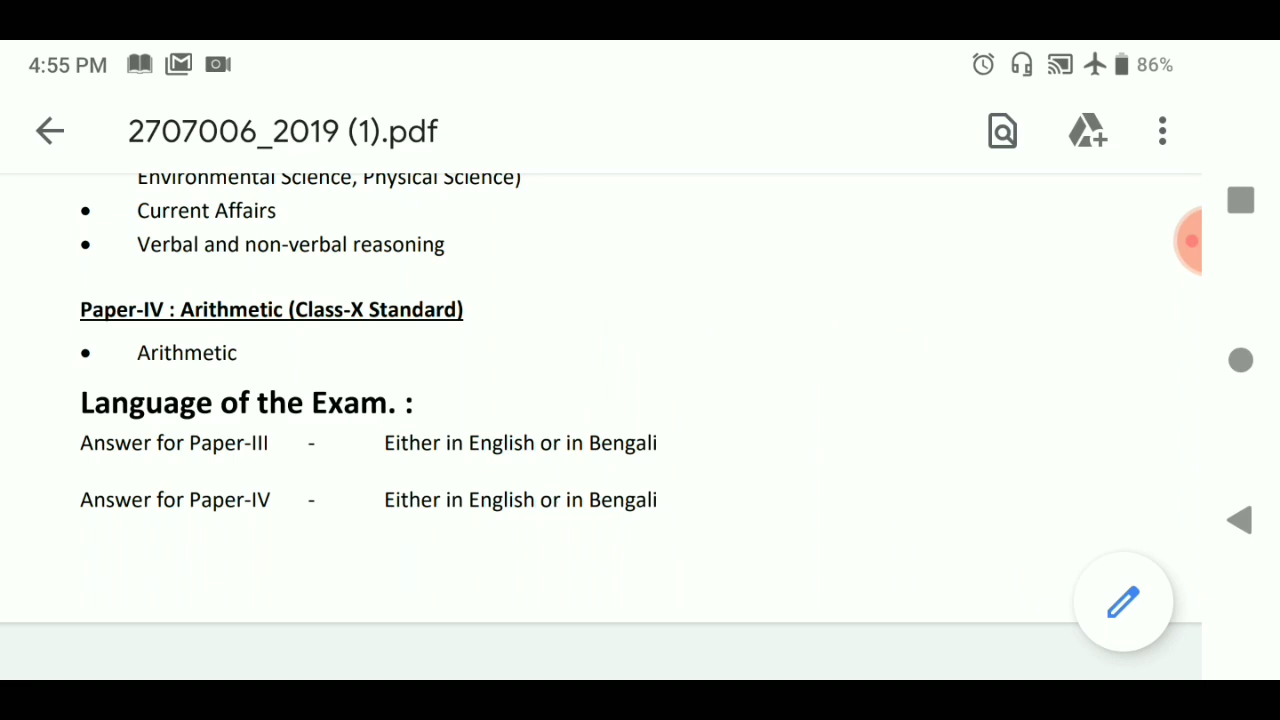 4:55 PM 86%
2707006_2019 (1).pdf
Environmental Science, Physical Science)
• Current Affairs
• Verbal and non-verbal reasoning
Paper-IV : Arithmetic (Class-X Standard)
• Arithmetic
Language of the Exam. :
Answer for Paper-III - Either in English or in Bengali
Answer for Paper-IV - Either in English or in Bengali